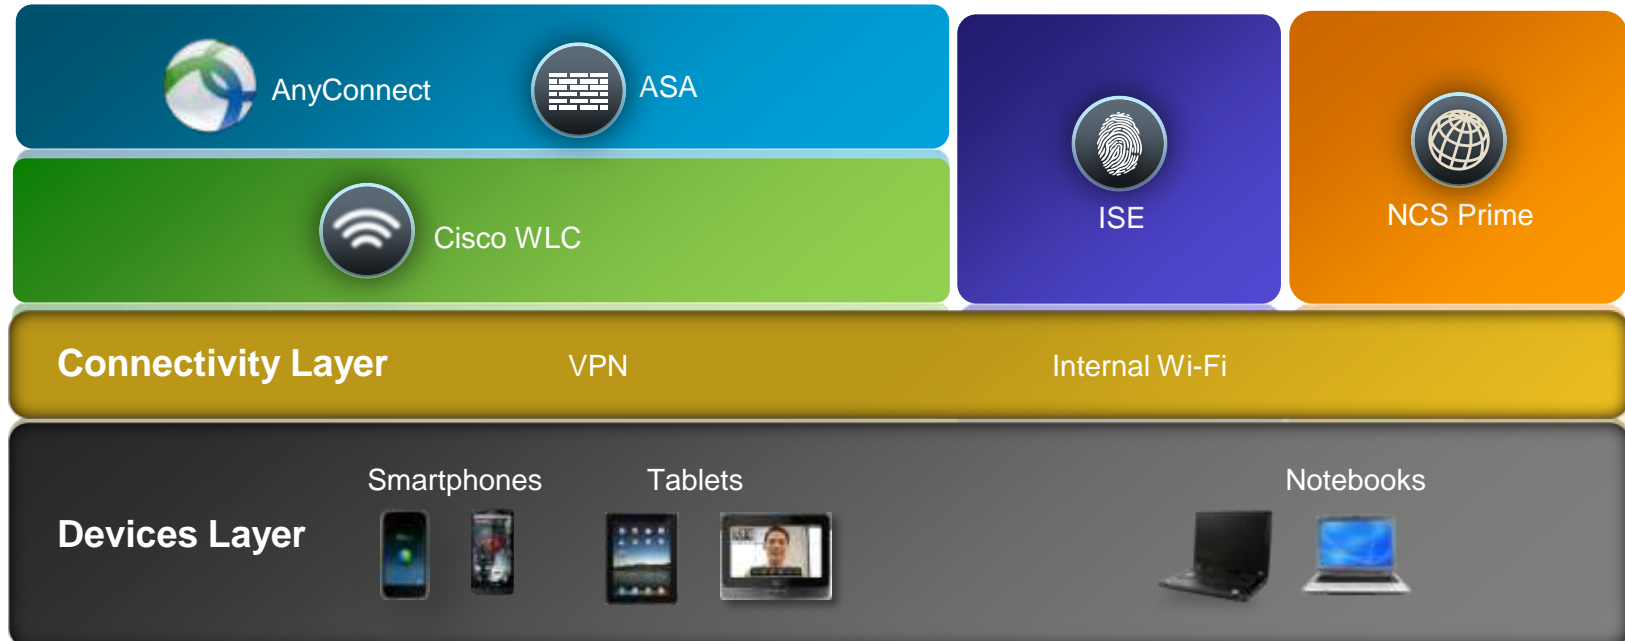 AnyConnect
ASA
Cisco WLC
ISE
NCS Prime
Connectivity Layer
VPN
Internal Wi-Fi
Devices Layer
Smartphones
Tablets
Notebooks